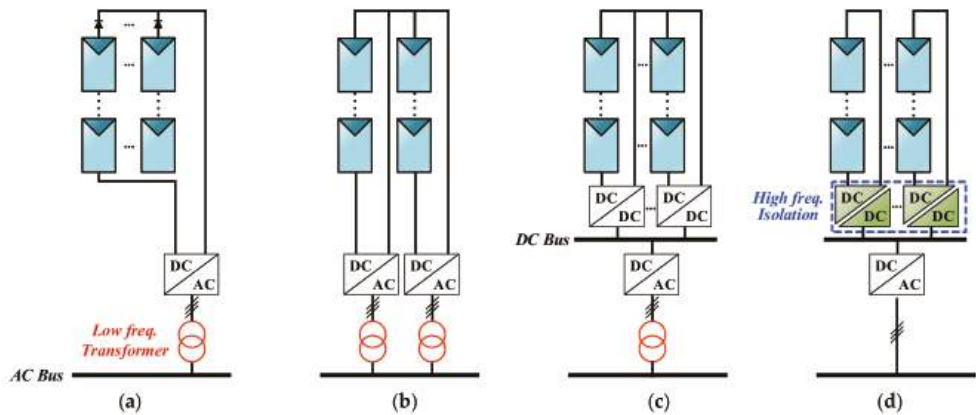 High freq.
Isolation
DC
DC
DC
DC
DC
DC
DC
DC
DC Bus
DC
AC
DC
AC
DC
AC
DC
AC
DC
AC
Low freq.
Transformer
AC Bus
(a)
(b)
(c)
(d)